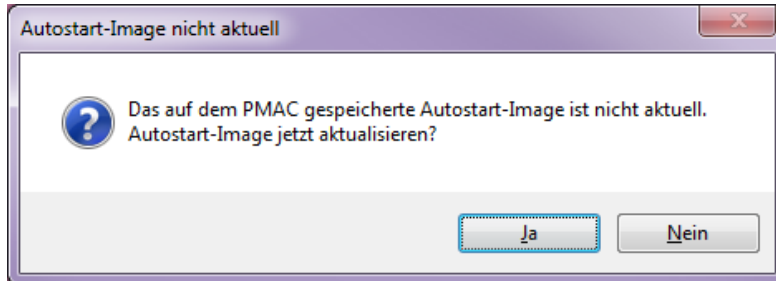 Autostart-Image nicht aktuell
Das auf dem PMAC gespeicherte Autostart-Image ist nicht aktuell.
Autostart-Image jetzt aktualisieren?
Ja
Nein